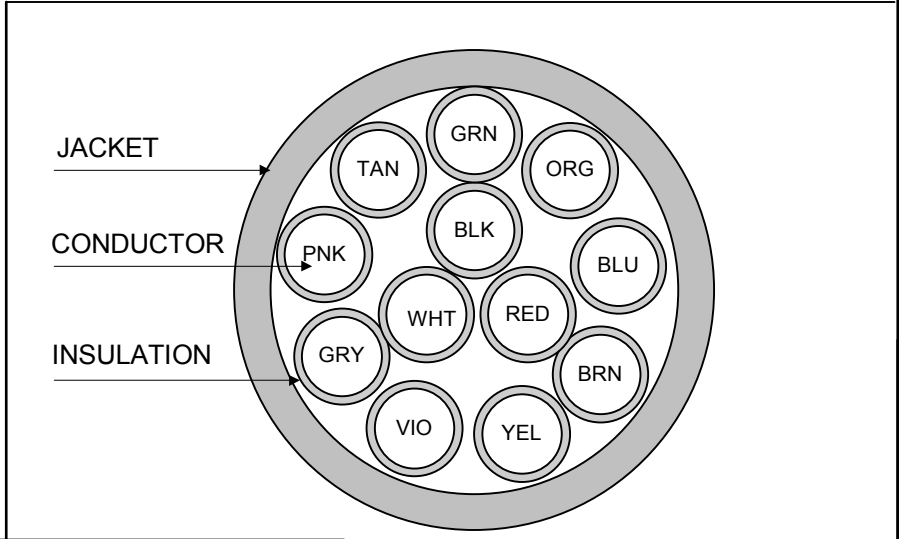 JACKET
CONDUCTOR
INSULATION
GRN
TAN
ORG
BLK
PNK
BLU
WHT
RED
GRY
BRN
VIO
YEL